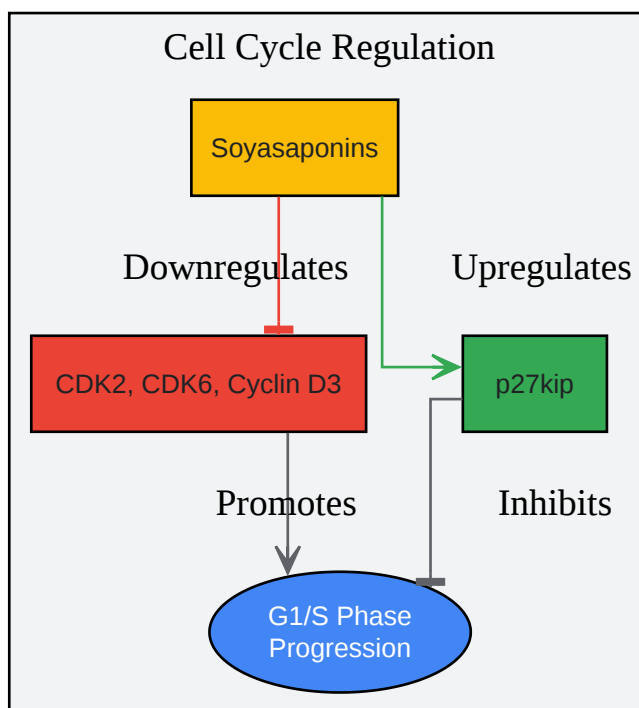 Cell Cycle Regulation
Soyasaponins
Downregulates
Upregulates
CDK2, CDK6, Cyclin D3
p27kip
Promotes
Inhibits
G1/S Phase
Progression